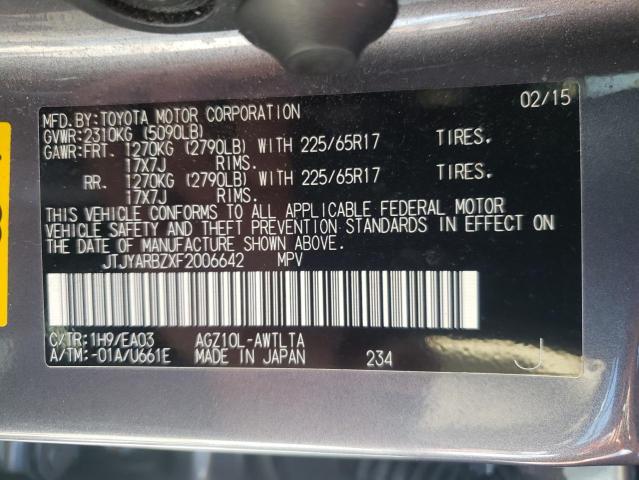 MFD.BY:TOYOTA MOTOR CORPORATION 02/15
GVWR:2310KG (5090LB)
GAWR:FRT. 1270KG (2790LB) WITH 225/65R17 TIRES.
17X7J RIMS.
RR. 1270KG (2790LB) WITH 225/65R17 TIRES.
17X7J RIMS.
THIS VEHICLE CONFORMS TO ALL APPLICABLE FEDERAL MOTOR
VEHICLE SAFETY AND THEFT PREVENTION STANDARDS IN EFFECT ON
THE DATE OF MANUFACTURE SHOWN ABOVE.
JTJYARBZXF2006642 MPV
C/TR:1H9/EA03 AGZ10L-AWTLTA
A/TM:-01A/U661E MADE IN JAPAN 234 J